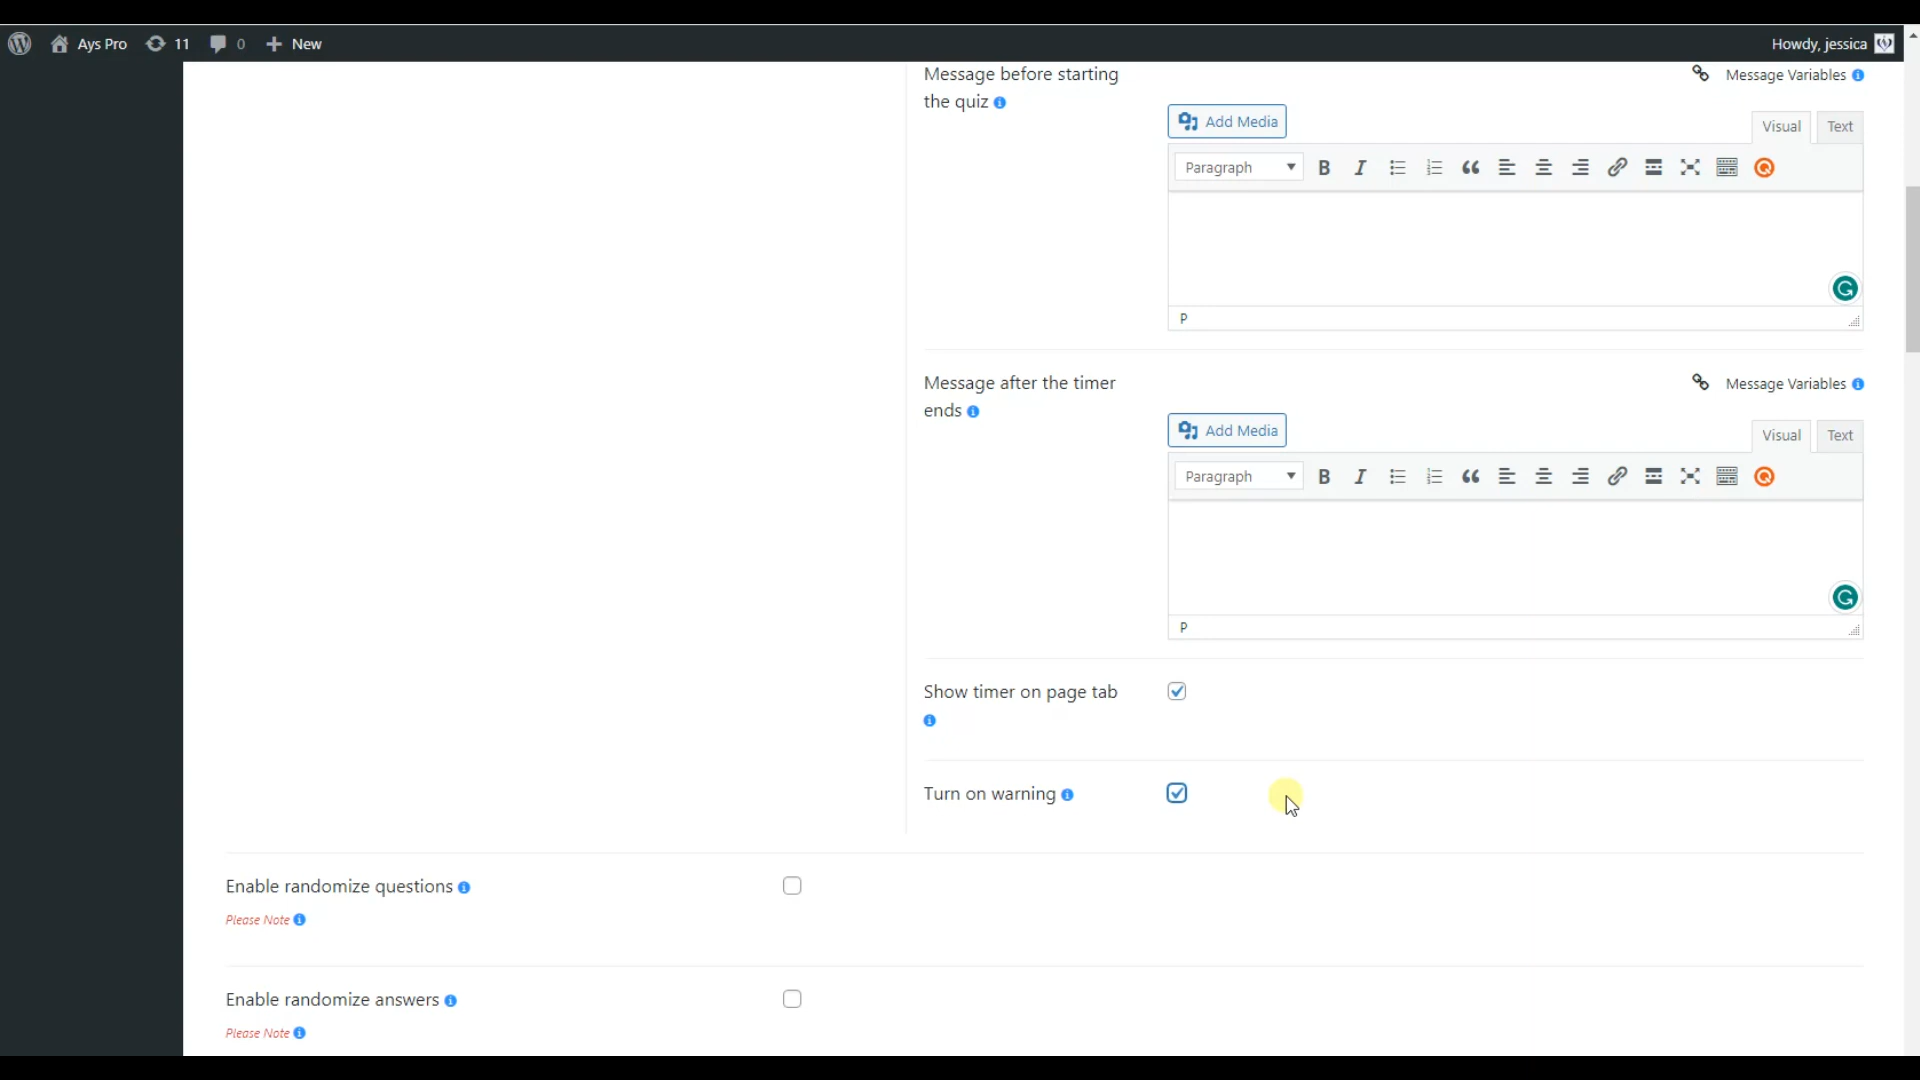 Ays Pro 11 0 New Howdy, jessica
Message before starting
the quiz
Message Variables
Add Media
Visual Text
Paragraph
P
Message after the timer
ends
Message Variables
Add Media
Visual Text
Paragraph
P
Show timer on page tab
Turn on warning
Enable randomize questions
Please Note
Enable randomize answers
Please Note